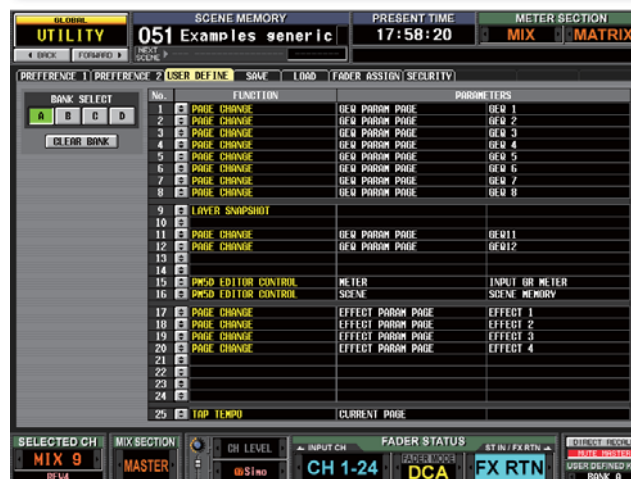 GLOBAL
UTILITY
BACK
FORWARD
SCENE MEMORY
051 Examples generic
NEXT SCENE
PRESENT TIME
17:58:20
METER SECTION
MIX
MATRIX
PREFERENCE 1
PREFERENCE 2
USER DEFINE
SAVE
LOAD
FADER ASSIGN
SECURITY
BANK SELECT
A B C D
CLEAR BANK
No. FUNCTION PARAMETERS
1 PAGE CHANGE GEQ PARAM PAGE GEQ 1
2 PAGE CHANGE GEQ PARAM PAGE GEQ 2
3 PAGE CHANGE GEQ PARAM PAGE GEQ 3
4 PAGE CHANGE GEQ PARAM PAGE GEQ 4
5 PAGE CHANGE GEQ PARAM PAGE GEQ 5
6 PAGE CHANGE GEQ PARAM PAGE GEQ 6
7 PAGE CHANGE GEQ PARAM PAGE GEQ 7
8 PAGE CHANGE GEQ PARAM PAGE GEQ 8
9 LAYER SNAPSHOT
10
11 PAGE CHANGE GEQ PARAM PAGE GEQ11
12 PAGE CHANGE GEQ PARAM PAGE GEQ12
13
14
15 PM5D EDITOR CONTROL METER INPUT GR METER
16 PM5D EDITOR CONTROL SCENE SCENE MEMORY
17 PAGE CHANGE EFFECT PARAM PAGE EFFECT 1
18 PAGE CHANGE EFFECT PARAM PAGE EFFECT 2
19 PAGE CHANGE EFFECT PARAM PAGE EFFECT 3
20 PAGE CHANGE EFFECT PARAM PAGE EFFECT 4
21
22
23
24
25 TAP TEMPO CURRENT PAGE
SELECTED CH
MIX 9
MIX SECTION
MASTER
CH LEVEL
INPUT CH
CH 1-24
FADER STATUS
FADER MODE
DCA
ST IN / FX RTN
FX RTN
DIRECT RECALL
MUTE MASTER
USER DEFINED K
BANK A